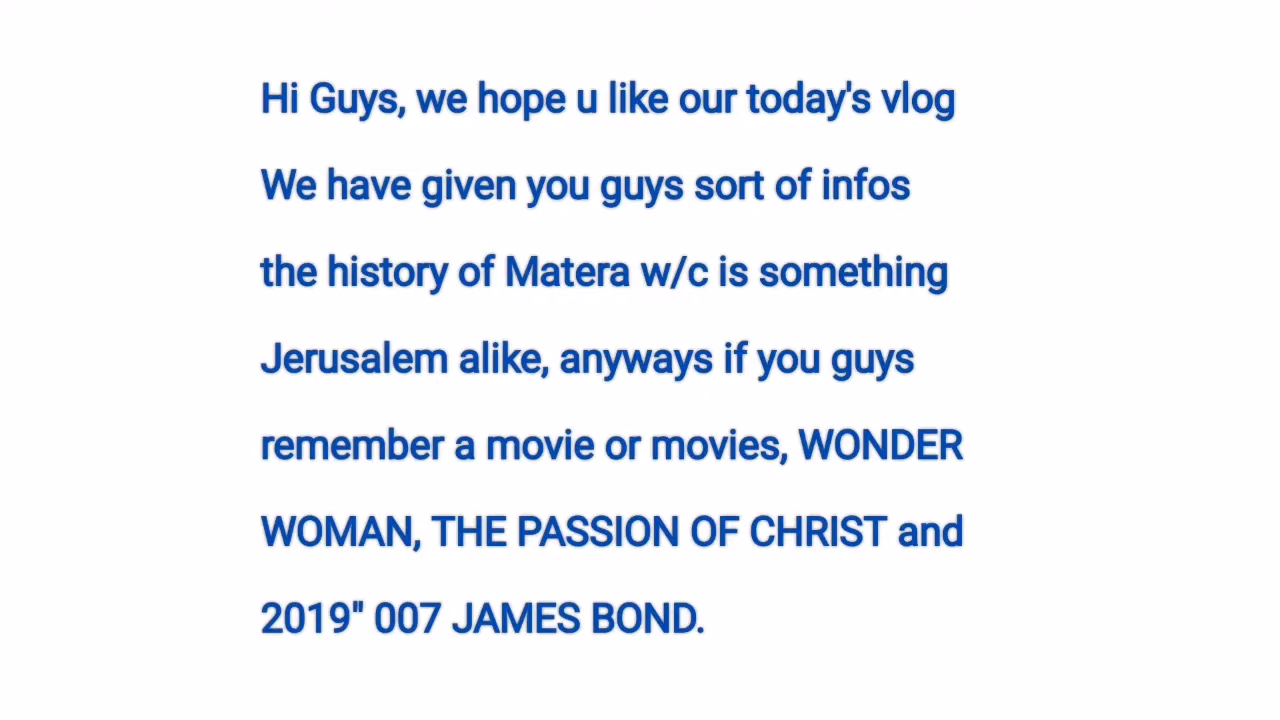 Hi Guys, we hope u like our today's vlog
We have given you guys sort of infos
the history of Matera w/c is something
Jerusalem alike, anyways if you guys
remember a movie or movies, WONDER
WOMAN, THE PASSION OF CHRIST and
2019" 007 JAMES BOND.